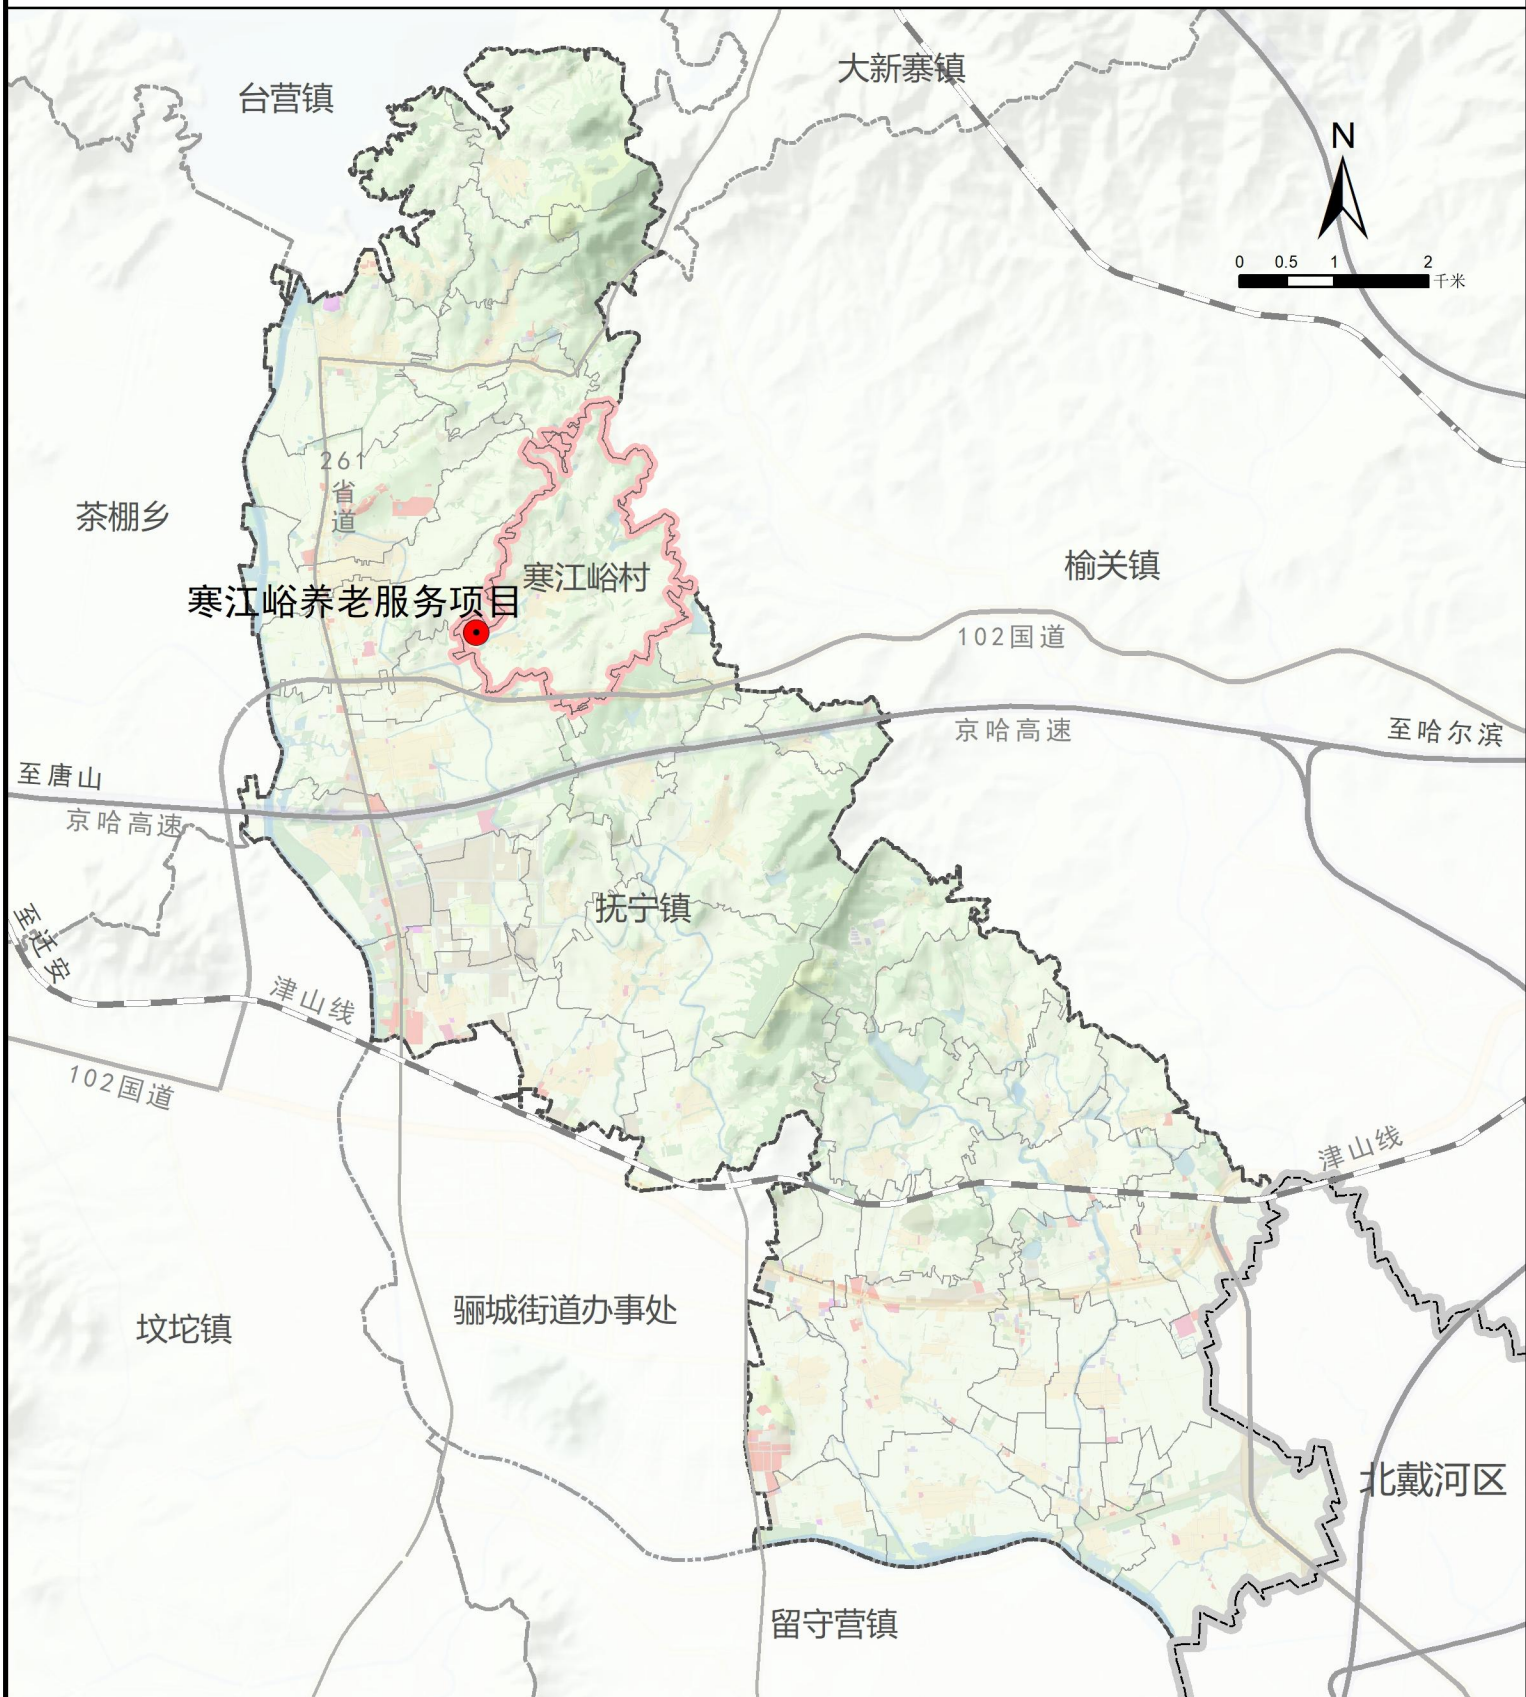 大新寨镇
台营镇
N
0 0.5 1 2
千米
261
省
道
茶棚乡
榆关镇
寒江峪村
寒江峪养老服务项目
102国道
京哈高速
至哈尔滨
至唐山
京哈高速
抚宁镇
至迁安
津山线
102国道
津山线
骊城街道办事处
坟坨镇
北戴河区
留守营镇